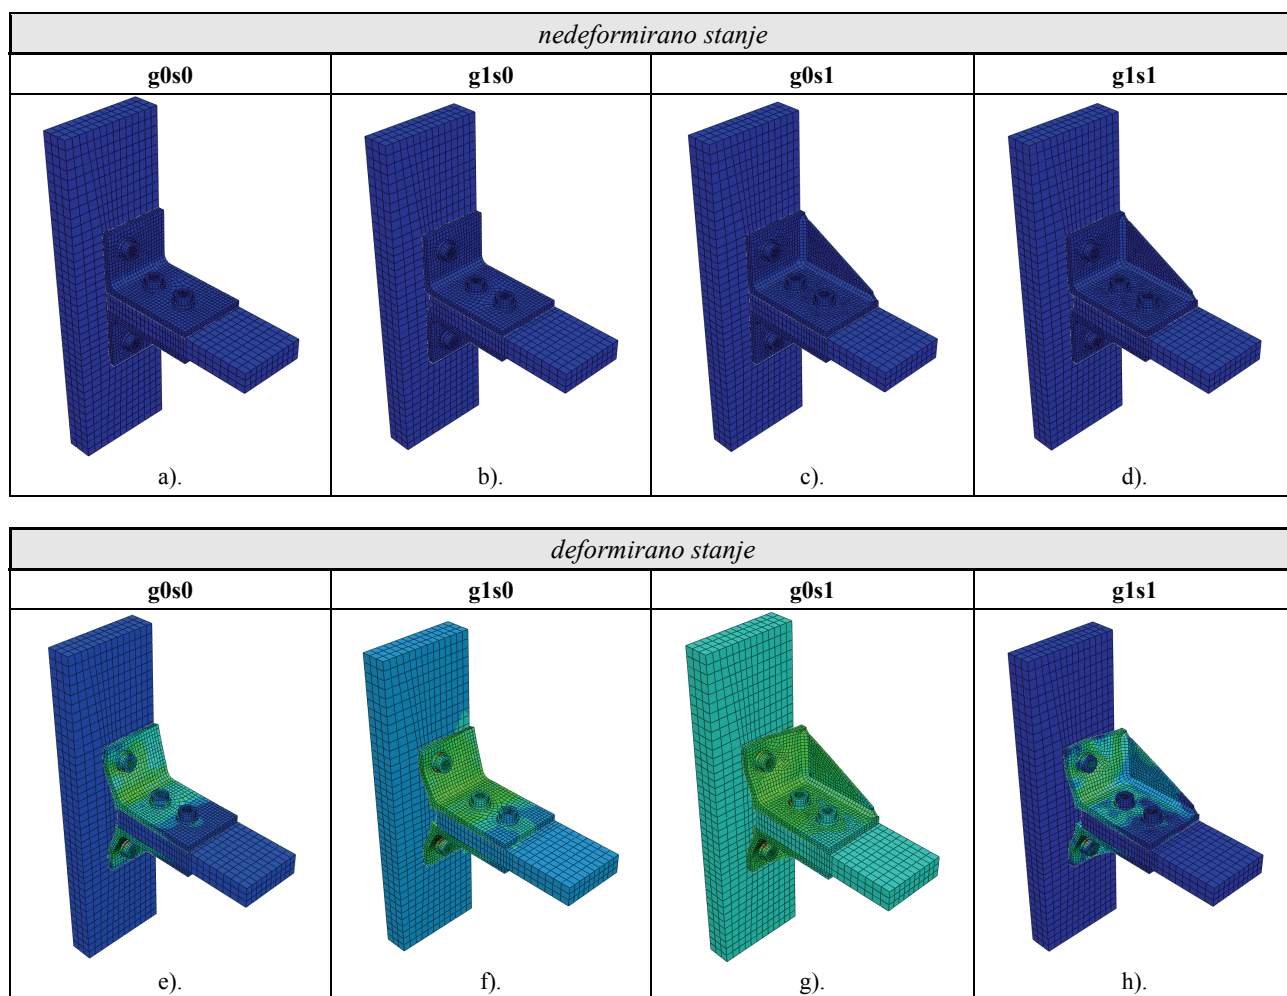 nedeformirano stanje
g0s0 g1s0 g0s1 g1s1
a). b). c). d).
deformirano stanje
g0s0 g1s0 g0s1 g1s1
e). f). g). h).